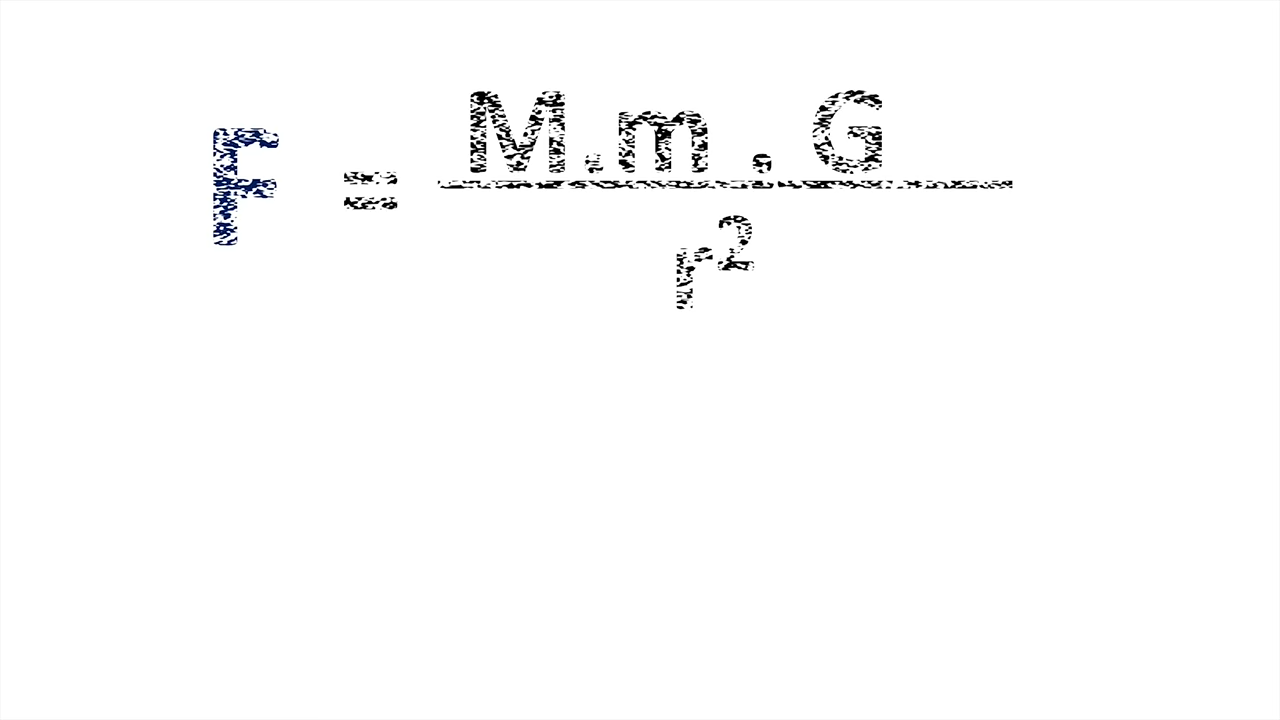 F = M.m . G
r²